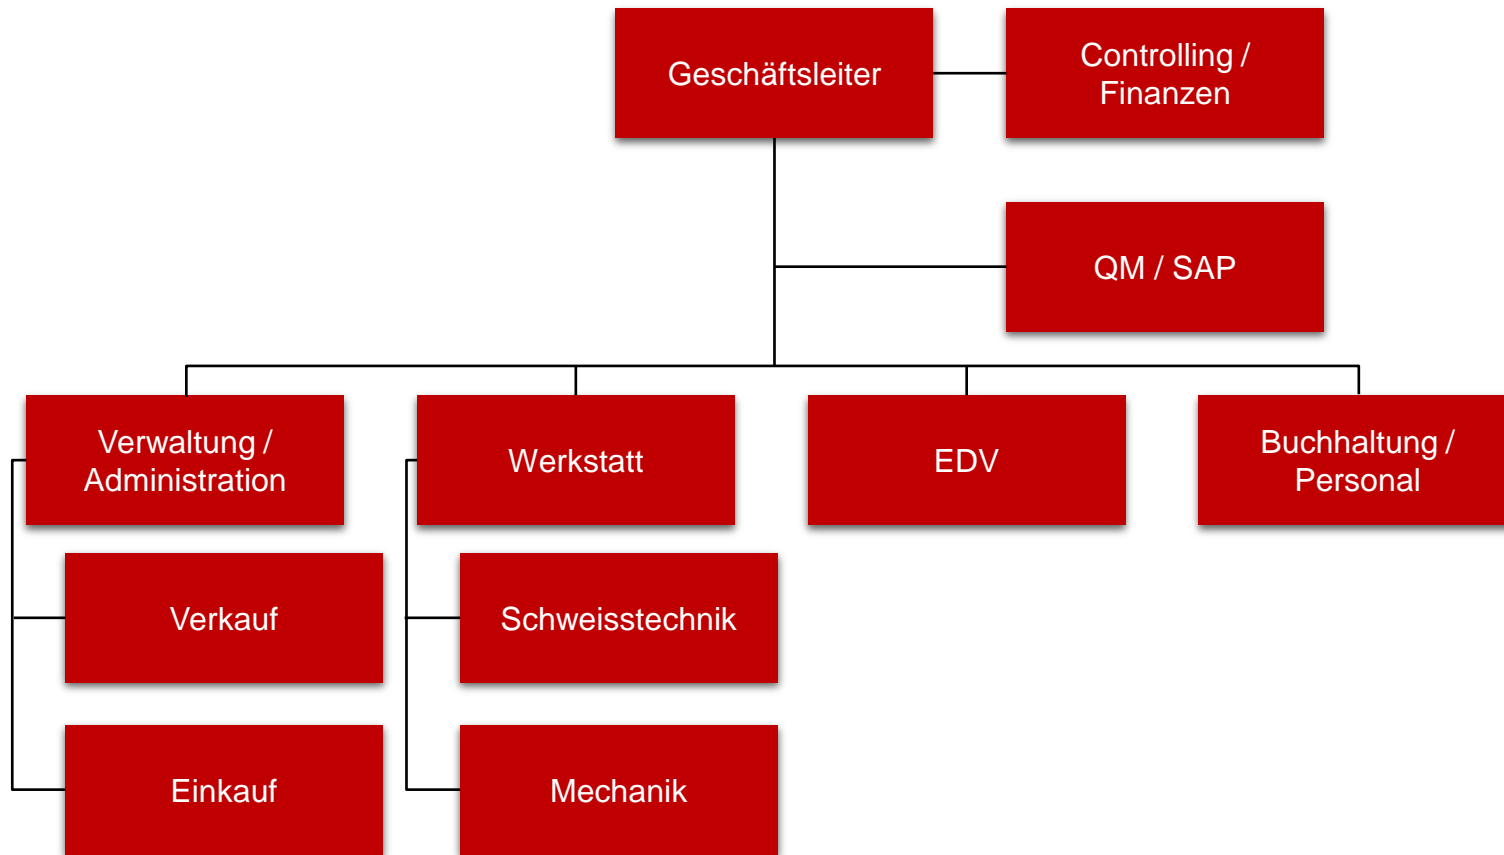 Geschäftsleiter
Controlling /
Finanzen
QM / SAP
Verwaltung /
Administration
Werkstatt
EDV
Buchhaltung /
Personal
Verkauf
Schweisstechnik
Einkauf
Mechanik